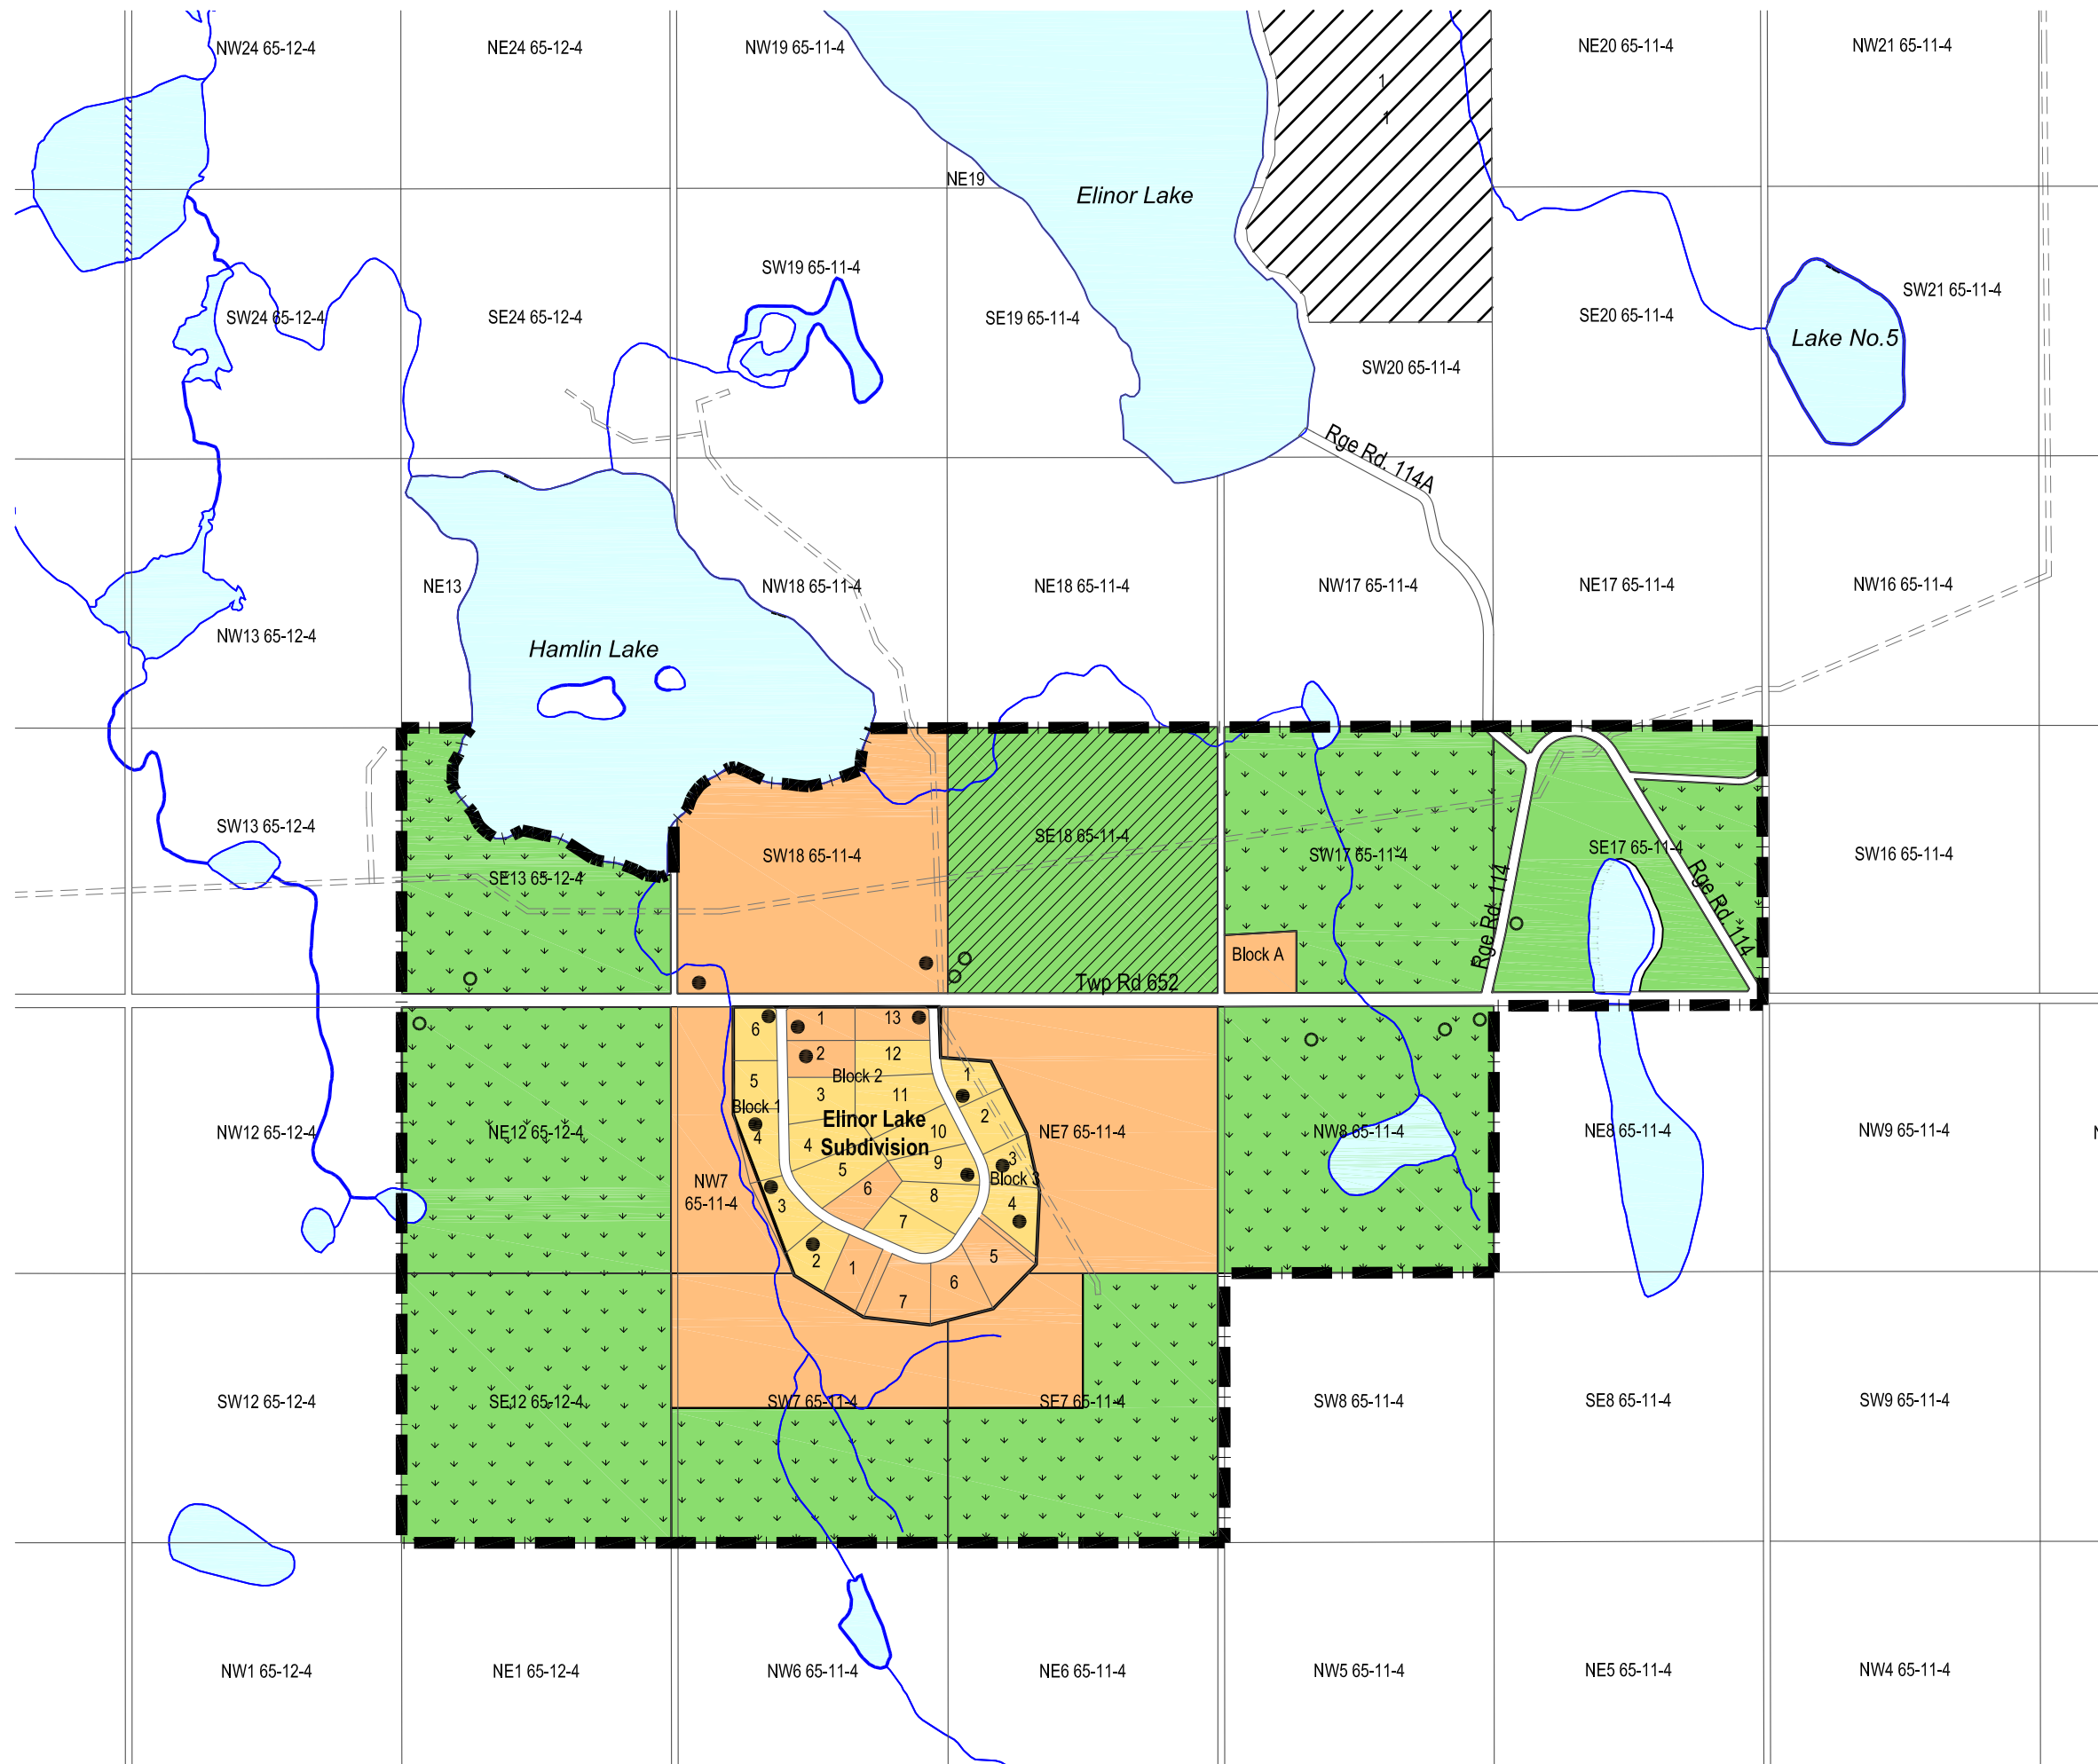 NW24 65-12-4
NE24 65-12-4
NW19 65-11-4
NE20 65-11-4
NW21 65-11-4
1
1
NE19
Elinor Lake
SW19 65-11-4
SW21 65-11-4
SW24 65-12-4
SE24 65-12-4
SE19 65-11-4
SE20 65-11-4
Lake No.5
SW20 65-11-4
Rge Rd. 114A
NE13
NW18 65-11-4
NE18 65-11-4
NW17 65-11-4
NE17 65-11-4
NW16 65-11-4
NW13 65-12-4
Hamlin Lake
SW13 65-12-4
SW18 65-11-4
SE18 65-11-4
SW17 65-11-4
SE17 65-11-4
SW16 65-11-4
SE13 65-12-4
Rge Rd. 114
Rge Rd. 114
Block A
Twp Rd 652
6
1
13
2
12
Block 2
5
3
11
1
Block 1
2
Elinor Lake
Subdivision
4
4
10
NW12 65-12-4
NE12 65-12-4
NE7 65-11-4
NW8 65-11-4
NE8 65-11-4
NW9 65-11-4
N
5
9
3
Block 3
NW7
65-11-4
6
8
3
4
7
2
1
5
6
7
SW12 65-12-4
SE12 65-12-4
SW7 65-11-4
SE7 65-11-4
SW8 65-11-4
SE8 65-11-4
SW9 65-11-4
NW1 65-12-4
NE1 65-12-4
NW6 65-11-4
NE6 65-11-4
NW5 65-11-4
NE5 65-11-4
NW4 65-11-4